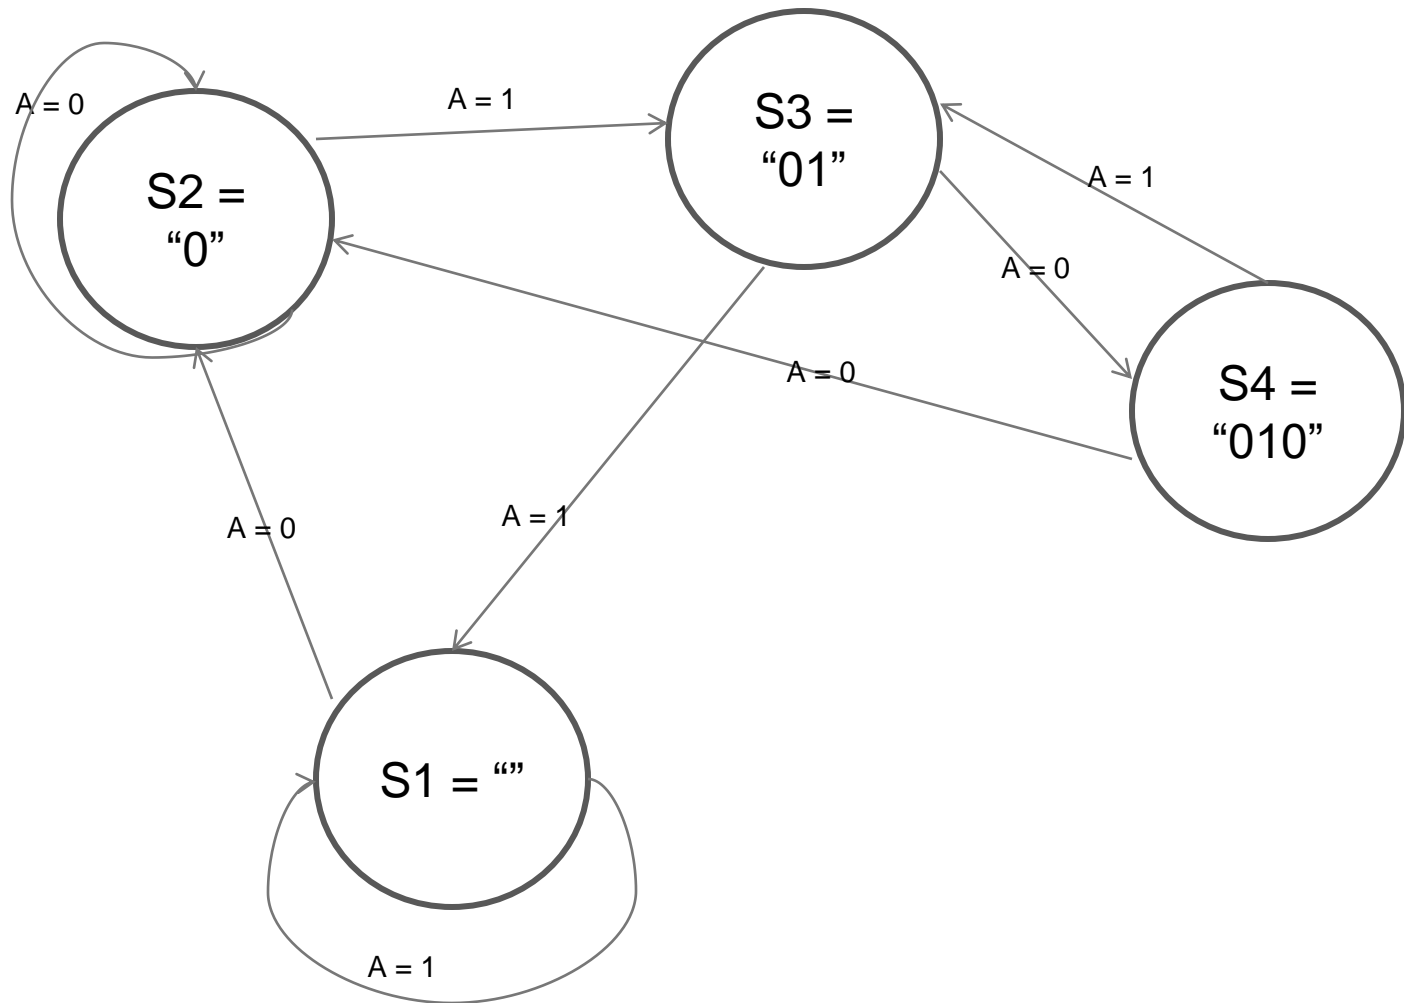 A = 0
A = 1
S3 =
“01”
A = 1
S2 =
“0”
A = 0
A = 0
S4 =
“010”
A = 0
A = 1
S1 = “”
A = 1